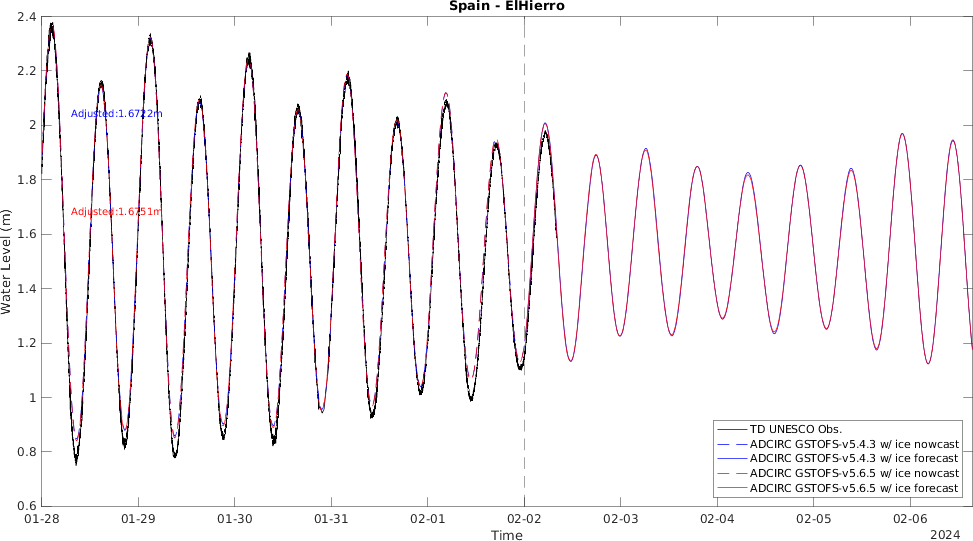 Spain - ElHierro
2.4
2.2
2
1.8
1.6
1.4
1.2
1
0.8
0.6
Water Level (m)
Adjusted:1.6722m
Adjusted:1.6751m
TD UNESCO Obs.
ADCIRC GSTOFS-v5.4.3 w/ ice nowcast
ADCIRC GSTOFS-v5.4.3 w/ ice forecast
ADCIRC GSTOFS-v5.6.5 w/ ice nowcast
ADCIRC GSTOFS-v5.6.5 w/ ice forecast
01-28 01-29 01-30 01-31 02-01 02-02 02-03 02-04 02-05 02-06
Time
2024